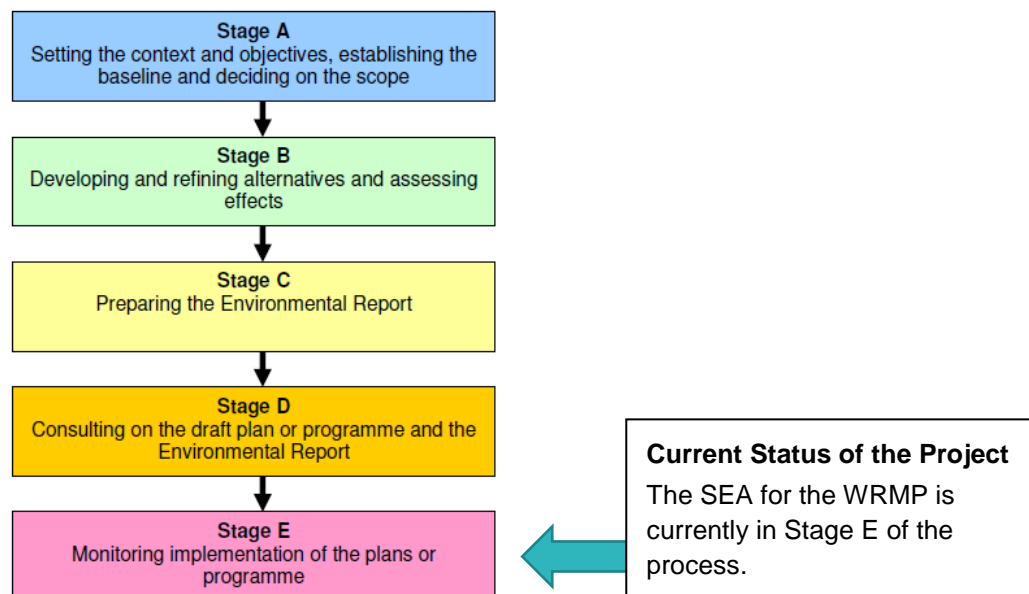 Stage A
Setting the context and objectives, establishing the
baseline and deciding on the scope
Stage B
Developing and refining alternatives and assessing
effects
Stage C
Preparing the Environmental Report
Stage D
Consulting on the draft plan or programme and the
Environmental Report
Stage E
Monitoring implementation of the plans or
programme
Current Status of the Project
The SEA for the WRMP is
currently in Stage E of the
process.